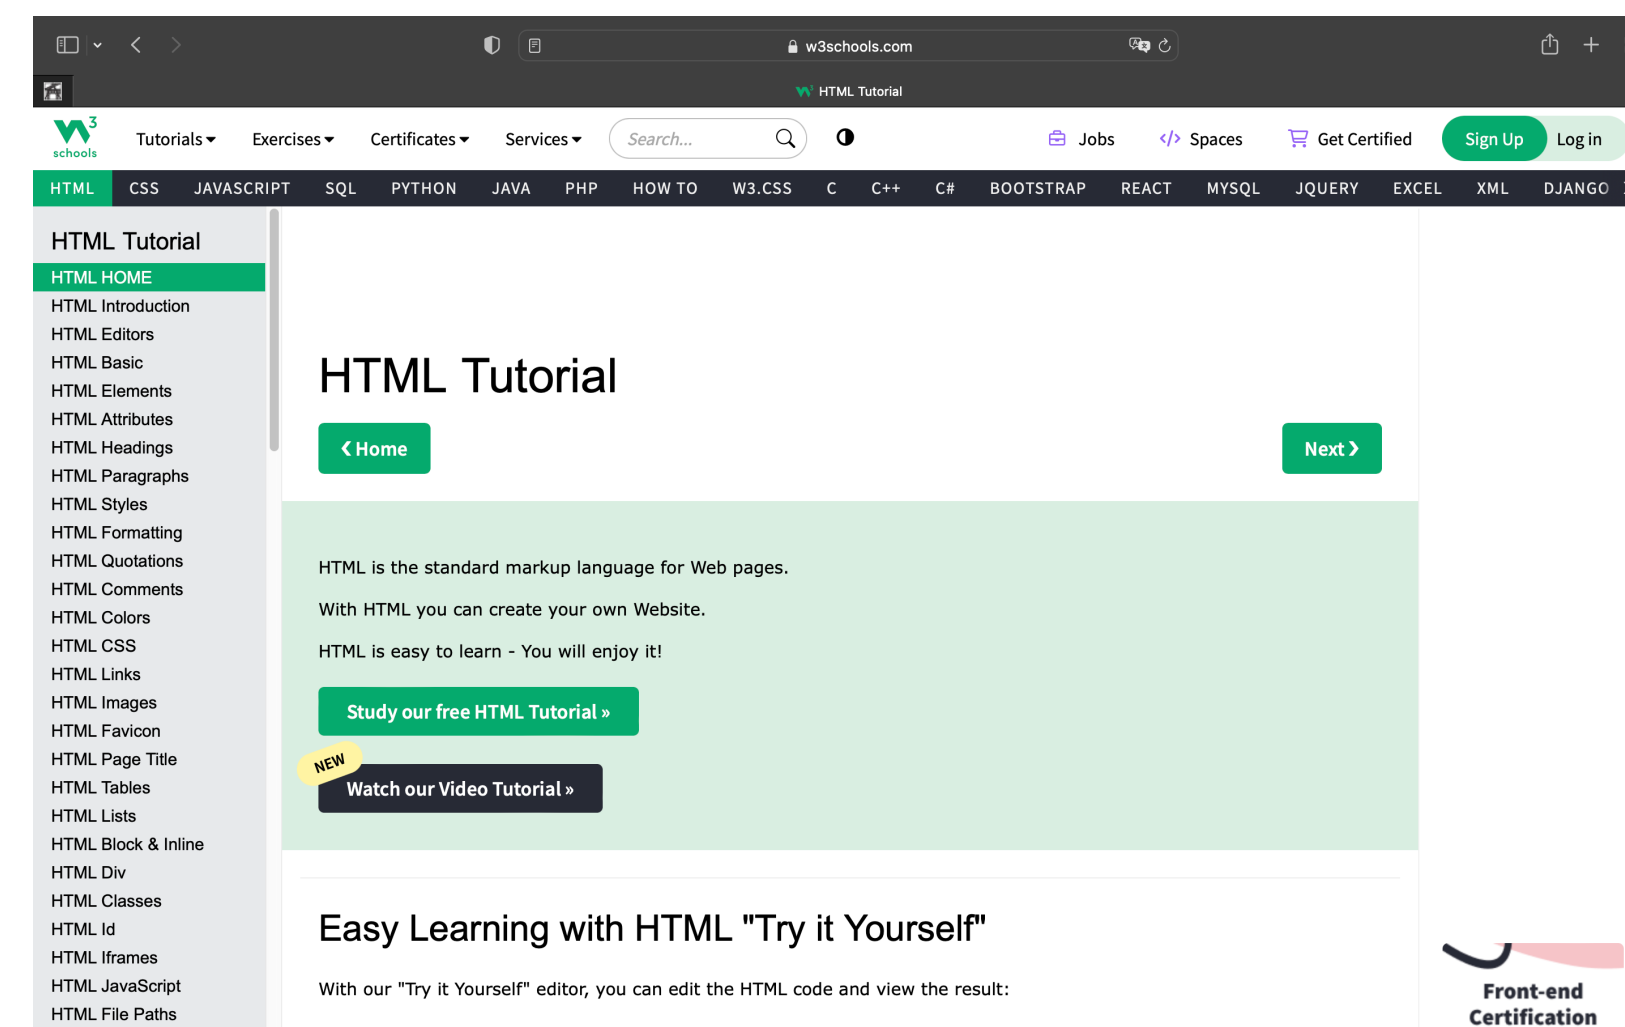 w3schools.com
HTML Tutorial
3
schools
Tutorials
Exercises
Certificates
Services
Search...
Jobs
</> Spaces
Get Certified
Sign Up
Log in
HTML CSS JAVASCRIPT SQL PYTHON JAVA PHP HOW TO W3.CSS C C++ C# BOOTSTRAP REACT MYSQL JQUERY EXCEL XML DJANGO
HTML Tutorial
HTML HOME
HTML Introduction
HTML Editors
HTML Basic
HTML Elements
HTML Attributes
HTML Headings
HTML Paragraphs
HTML Styles
HTML Formatting
HTML Quotations
HTML Comments
HTML Colors
HTML CSS
HTML Links
HTML Images
HTML Favicon
HTML Page Title
HTML Tables
HTML Lists
HTML Block & Inline
HTML Div
HTML Classes
HTML Id
HTML Iframes
HTML JavaScript
HTML File Paths
HTML Tutorial
❮ Home
Next ❯
HTML is the standard markup language for Web pages.
With HTML you can create your own Website.
HTML is easy to learn - You will enjoy it!
Study our free HTML Tutorial »
NEW
Watch our Video Tutorial »
Easy Learning with HTML "Try it Yourself"
With our "Try it Yourself" editor, you can edit the HTML code and view the result:
Front-end
Certification